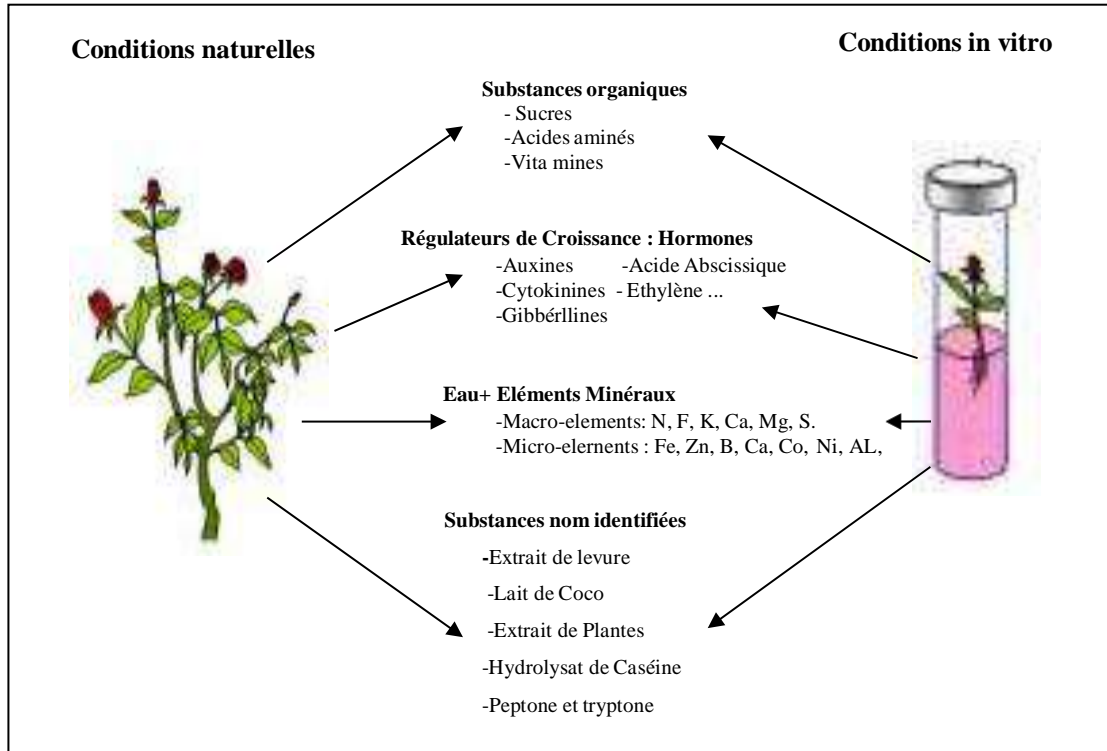 Conditions naturelles
Conditions in vitro
Substances organiques
- Sucres
-Acides aminés
-Vita mines
Régulateurs de Croissance : Hormones
-Auxines -Acide Abscissique
-Cytokinines - Ethylène ...
-Gibbérllines
Eau+ Eléments Minéraux
-Macro-elements: N, F, K, Ca, Mg, S.
-Micro-elernents : Fe, Zn, B, Ca, Co, Ni, AL,
Substances nom identifiées
-Extrait de levure
-Lait de Coco
-Extrait de Plantes
-Hydrolysat de Caséine
-Peptone et tryptone